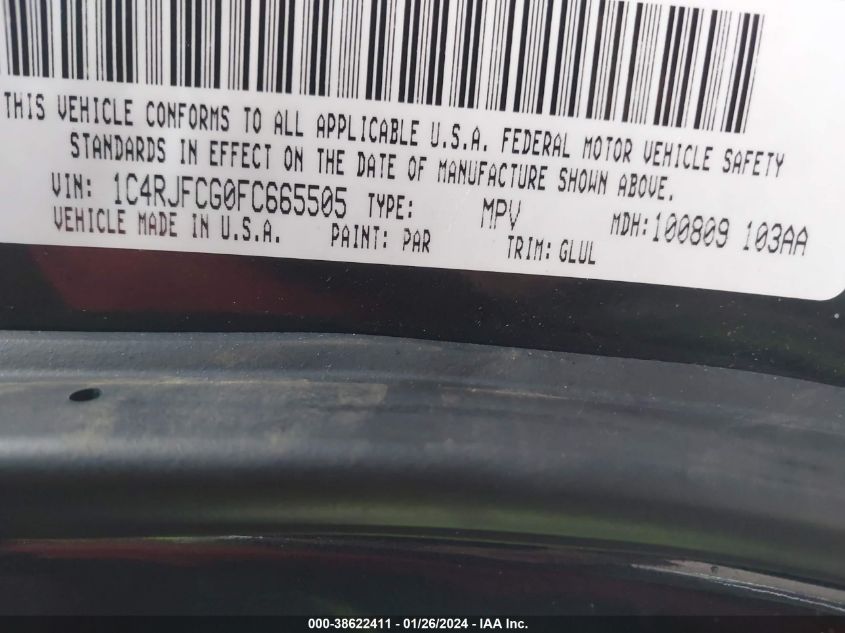 THIS VEHICLE CONFORMS TO ALL APPLICABLE U.S.A. FEDERAL MOTOR VEHICLE SAFETY
STANDARDS IN EFFECT ON THE DATE OF MANUFACTURE SHOWN ABOVE.
VIN: 1C4RJFCG0FC665505 TYPE: MPV MDH:100809 103AA
VEHICLE MADE IN U.S.A. PAINT: PAR TRIM: GLUL
000-38622411 - 01/26/2024 - IAA Inc.